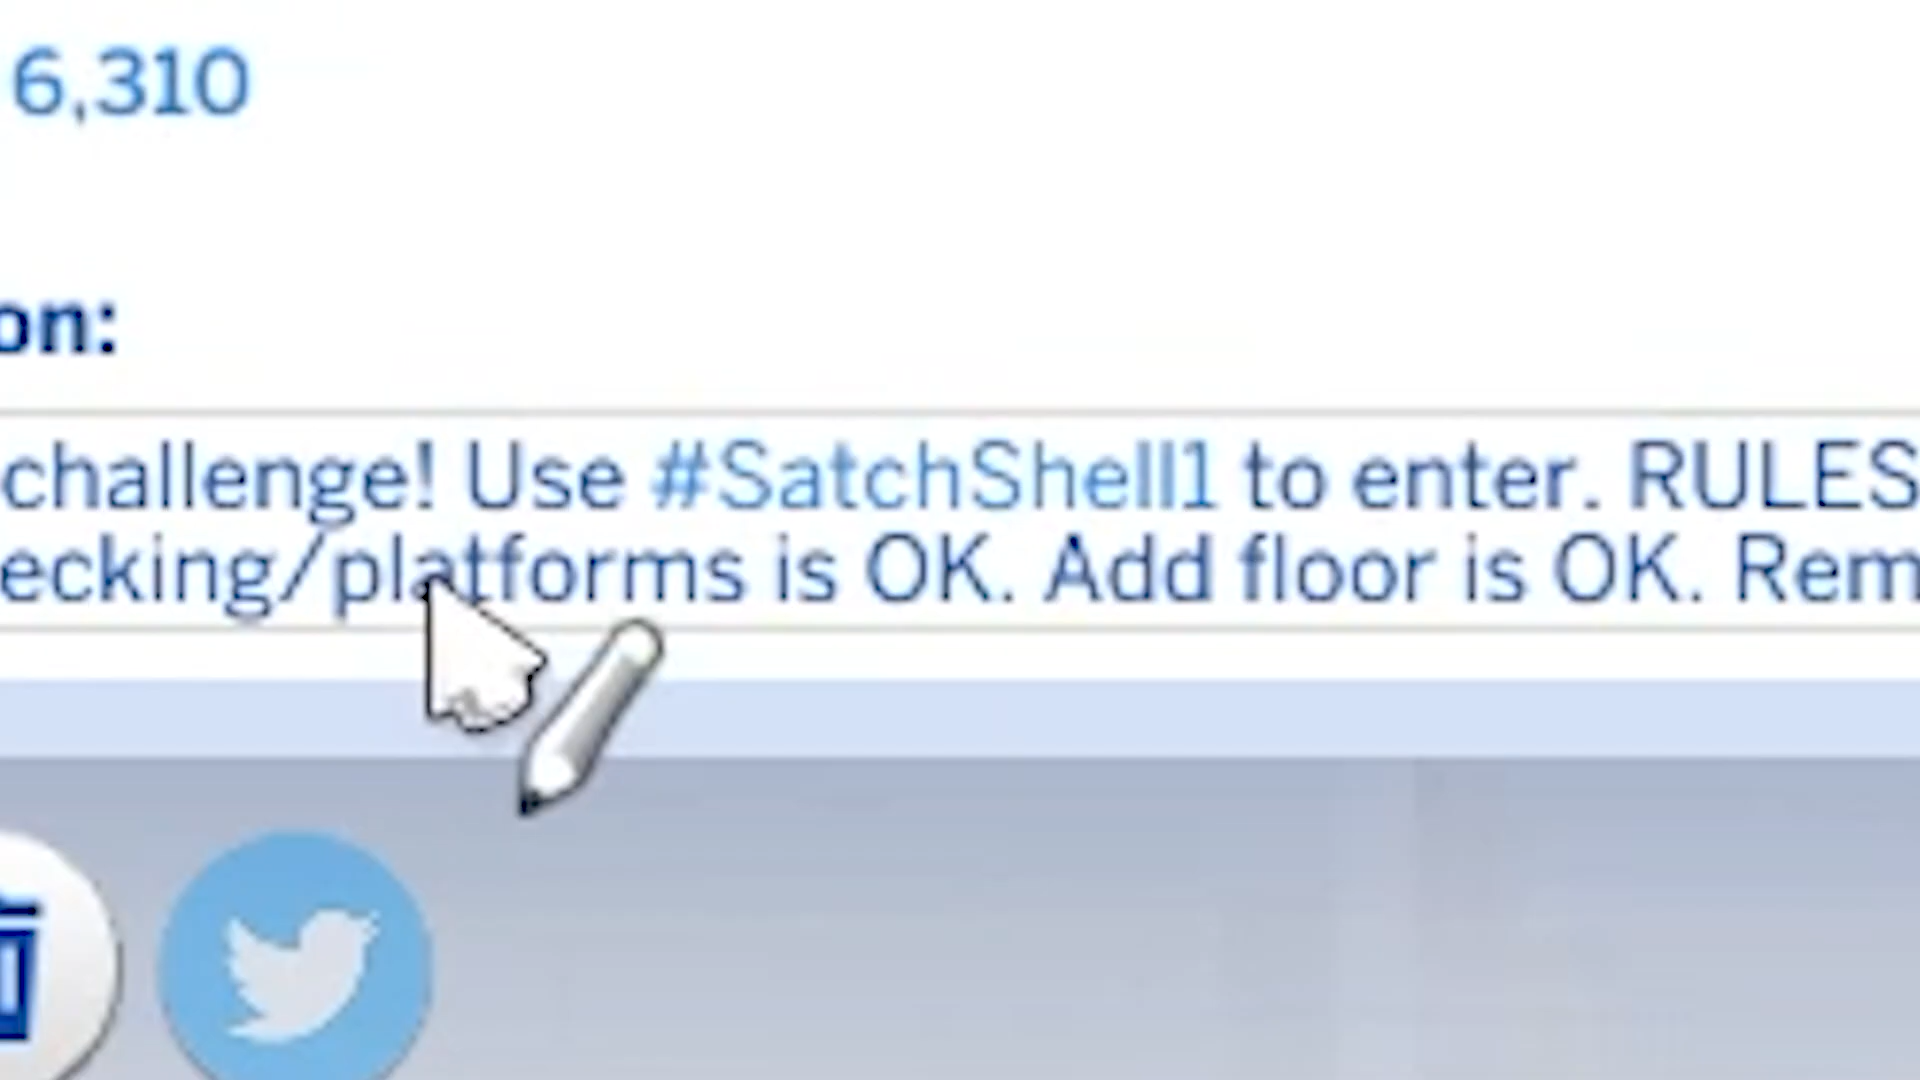 6,310
on:
challenge! Use #SatchShell1 to enter. RULES
ecking/platforms is OK. Add floor is OK. Rem